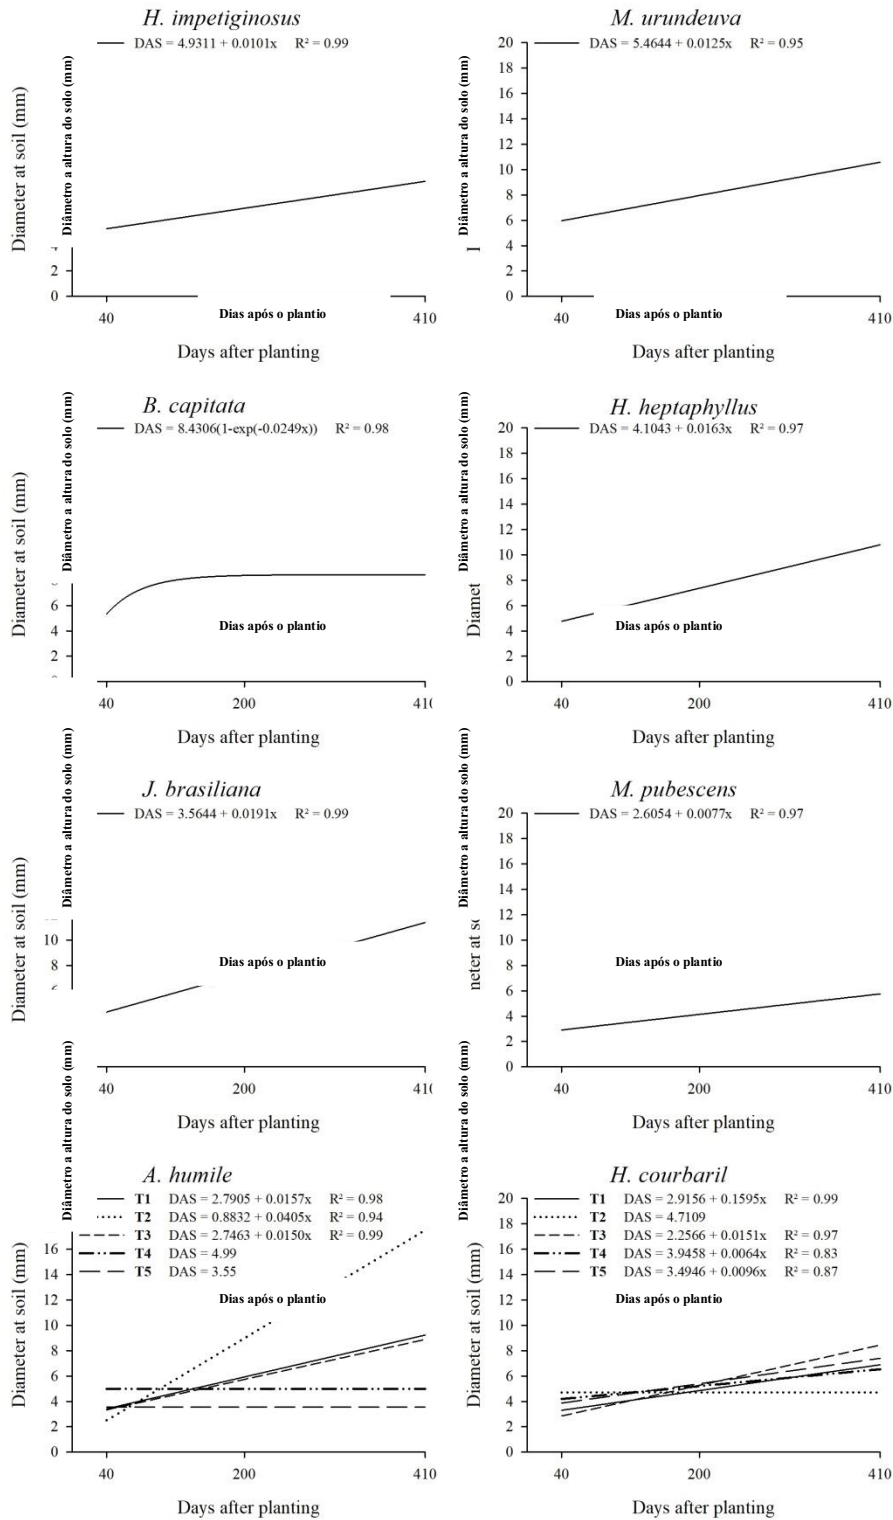 H. impetiginosus
DAS = 4.9311 + 0.0101x R² = 0.99
Diameter at soil (mm)
Diâmetro a altura do solo (mm)
2
0
40
410
Dias após o plantio
Days after planting
M. urundeuva
DAS = 5.4644 + 0.0125x R² = 0.95
Diâmetro a altura do solo (mm)
20
18
16
14
12
10
8
6
4
2
0
40
410
Dias após o plantio
Days after planting
B. capitata
DAS = 8.4306(1-exp(-0.0249x)) R² = 0.98
Diameter at soil (mm)
Diâmetro a altura do solo (mm)
6
4
2
Dias após o plantio
40
200
410
Days after planting
H. heptaphyllus
DAS = 4.1043 + 0.0163x R² = 0.97
Diâmetro a altura do solo (mm)
Diamet
20
18
16
14
12
10
8
6
4
2
0
Dias após o plantio
40
200
410
Days after planting
J. brasiliana
DAS = 3.5644 + 0.0191x R² = 0.99
Diameter at soil (mm)
Diâmetro a altura do solo (mm)
10
8
Dias após o plantio
40
200
410
Days after planting
M. pubescens
DAS = 2.6054 + 0.0077x R² = 0.97
Diâmetro a altura do solo (mm)
neter at so
20
18
16
14
12
10
8
6
4
2
0
Dias após o plantio
40
200
410
Days after planting
A. humile
T1 DAS = 2.7905 + 0.0157x R² = 0.98
T2 DAS = 0.8832 + 0.0405x R² = 0.94
T3 DAS = 2.7463 + 0.0150x R² = 0.99
T4 DAS = 4.99
T5 DAS = 3.55
Diameter at soil (mm)
Diâmetro a altura do solo (mm)
16
14
12
10
8
6
4
2
0
Dias após o plantio
40
200
410
Days after planting
H. courbaril
T1 DAS = 2.9156 + 0.1595x R² = 0.99
T2 DAS = 4.7109
T3 DAS = 2.2566 + 0.0151x R² = 0.97
T4 DAS = 3.9458 + 0.0064x R² = 0.83
T5 DAS = 3.4946 + 0.0096x R² = 0.87
Diameter at soil (mm)
Diâmetro a altura do solo (mm)
20
18
16
14
12
10
8
6
4
2
0
Dias após o plantio
40
200
410
Days after planting